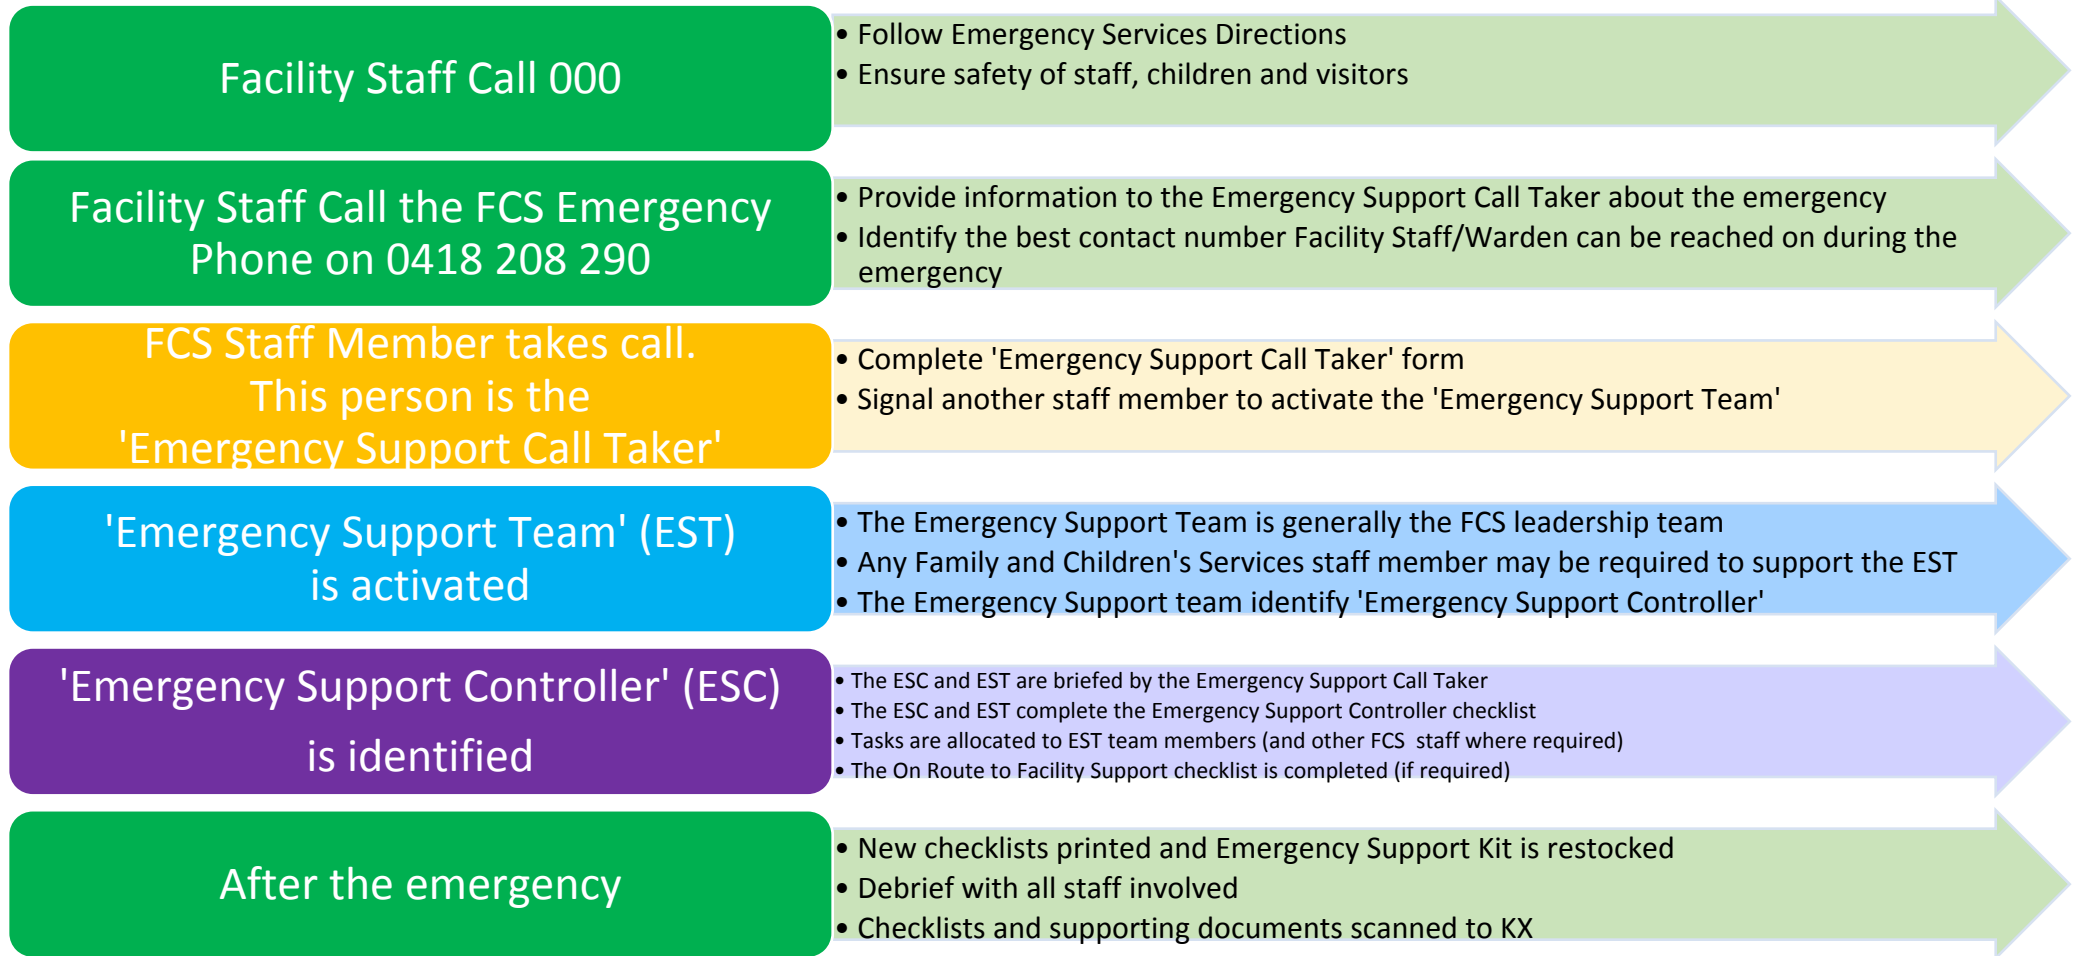 Facility Staff Call 000
• Follow Emergency Services Directions
• Ensure safety of staff, children and visitors
Facility Staff Call the FCS Emergency
Phone on 0418 208 290
• Provide information to the Emergency Support Call Taker about the emergency
• Identify the best contact number Facility Staff/Warden can be reached on during the
emergency
FCS Staff Member takes call.
This person is the
'Emergency Support Call Taker'
• Complete 'Emergency Support Call Taker' form
• Signal another staff member to activate the 'Emergency Support Team'
'Emergency Support Team' (EST)
is activated
• The Emergency Support Team is generally the FCS leadership team
• Any Family and Children's Services staff member may be required to support the EST
• The Emergency Support team identify 'Emergency Support Controller'
'Emergency Support Controller' (ESC)
is identified
• The ESC and EST are briefed by the Emergency Support Call Taker
• The ESC and EST complete the Emergency Support Controller checklist
• Tasks are allocated to EST team members (and other FCS  staff where required)
• The On Route to Facility Support checklist is completed (if required)
After the emergency
• New checklists printed and Emergency Support Kit is restocked
• Debrief with all staff involved
• Checklists and supporting documents scanned to KX